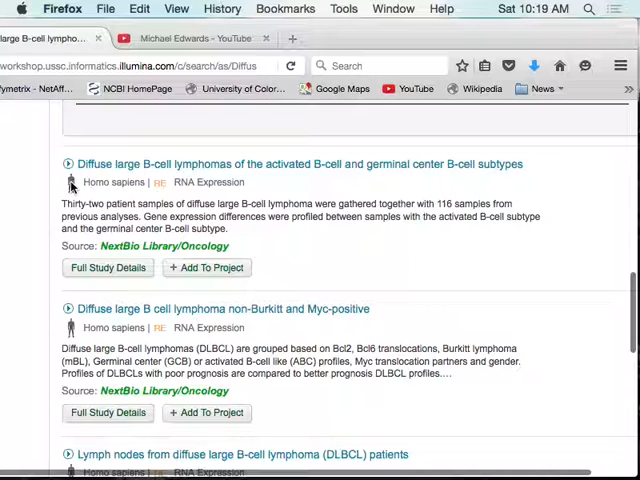 Firefox File Edit View History Bookmarks Tools Window Help Sat 10:19 AM
large B-cell lympho... × Michael Edwards - YouTube × +
workshop.ussc.informatics.illumina.com/c/search/as/Diffus Search
fymetrix - NetAff... NCBI HomePage University of Color... Google Maps YouTube Wikipedia »
Diffuse large B-cell lymphomas of the activated B-cell and germinal center B-cell subtypes
Homo sapiens | RE RNA Expression
Thirty-two patient samples of diffuse large B-cell lymphoma were gathered together with 116 samples from
previous analyses. Gene expression differences were profiled between samples with the activated B-cell subtype
and the germinal center B-cell subtype.
Source: NextBio Library/Oncology
Full Study Details + Add To Project
Diffuse large B cell lymphoma non-Burkitt and Myc-positive
Homo sapiens | RE RNA Expression
Diffuse large B-cell lymphomas (DLBCL) are grouped based on Bcl2, Bcl6 translocations, Burkitt lymphoma
(mBL), Germinal center (GCB) or activated B-cell like (ABC) profiles, Myc translocation partners and gender.
Profiles of DLBCLs with poor prognosis are compared to better prognosis DLBCL profiles....
Source: NextBio Library/Oncology
Full Study Details + Add To Project
Lymph nodes from diffuse large B-cell lymphoma (DLBCL) patients
Homo sapiens | RE RNA Expression